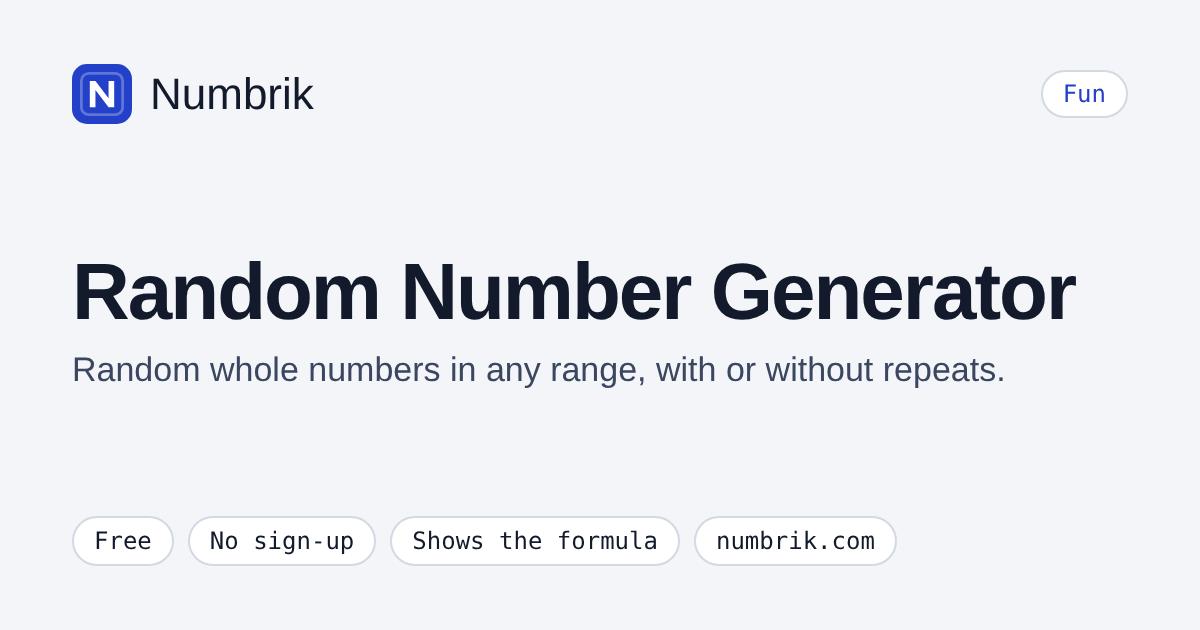 N Numbrik
Fun
Random Number Generator
Random whole numbers in any range, with or without repeats.
Free
No sign-up
Shows the formula
numbrik.com